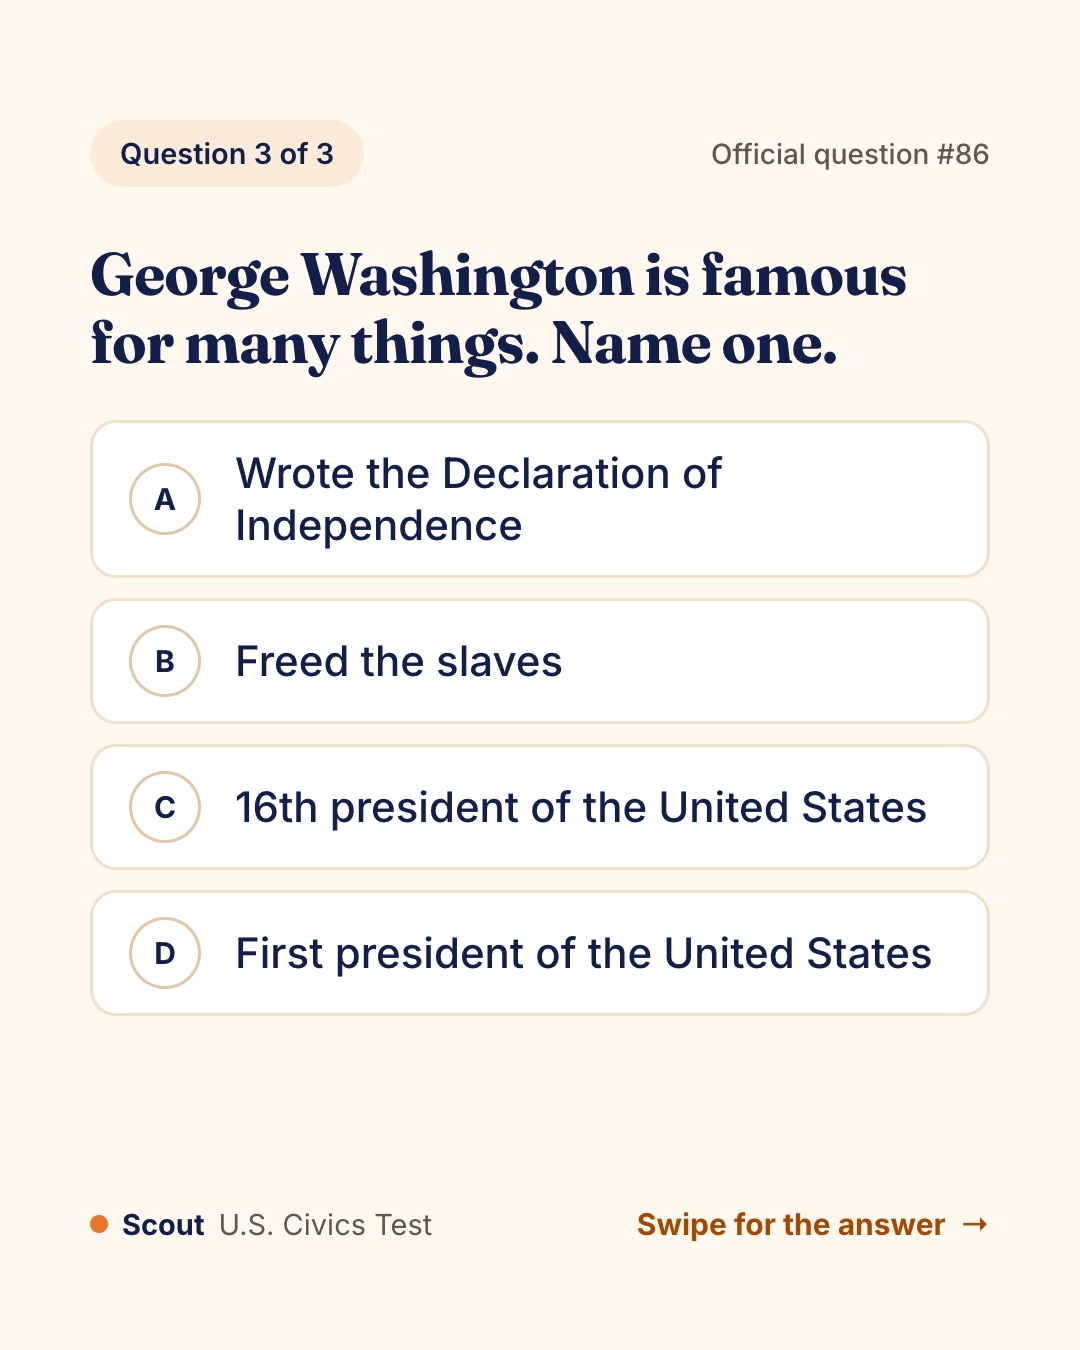 Question 3 of 3
Official question #86
George Washington is famous
for many things. Name one.
A
Wrote the Declaration of
Independence
B
Freed the slaves
C
16th president of the United States
D
First president of the United States
Scout U.S. Civics Test
Swipe for the answer →